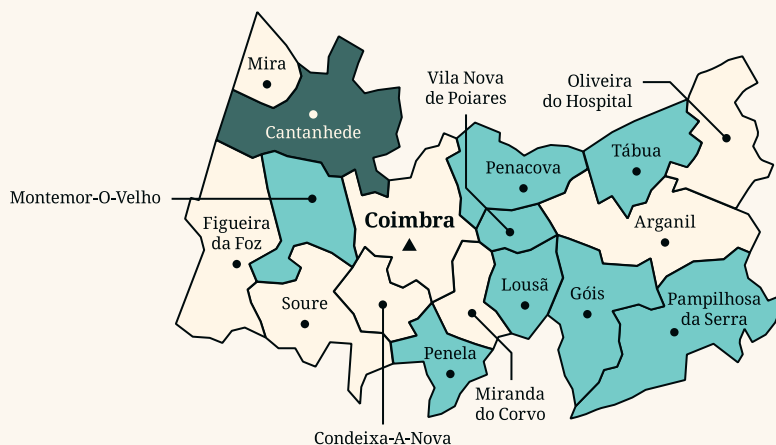 Mira
Vila Nova
de Poiares
Oliveira
do Hospital
Cantanhede
Penacova
Tábua
Montemor-O-Velho
Figueira
da Foz
Coimbra
Arganil
Soure
Lousã
Góis
Pampilhosa
da Serra
Penela
Miranda
do Corvo
Condeixa-A-Nova